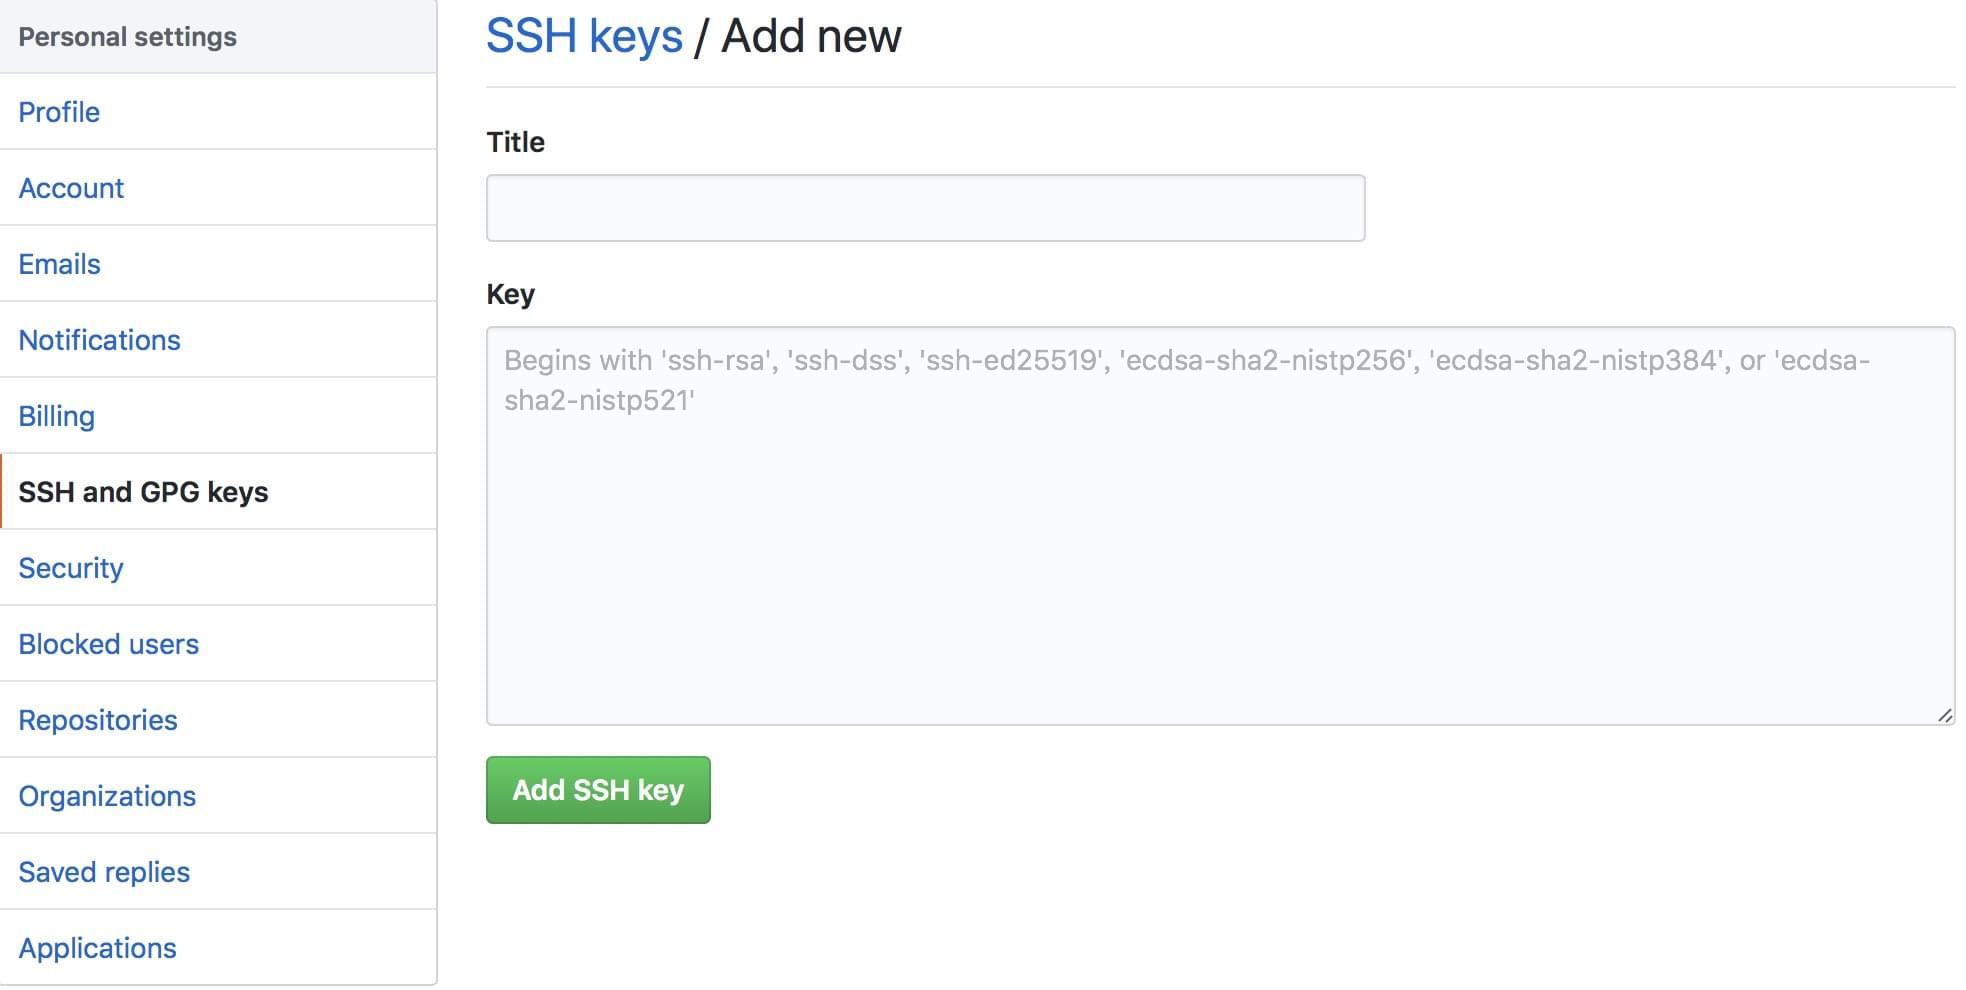 Personal settings
Profile
Account
Emails
Notifications
Billing
SSH and GPG keys
Security
Blocked users
Repositories
Organizations
Saved replies
Applications
SSH keys / Add new
Title
Key
Begins with 'ssh-rsa', 'ssh-dss', 'ssh-ed25519', 'ecdsa-sha2-nistp256', 'ecdsa-sha2-nistp384', or 'ecdsa-
sha2-nistp521'
Add SSH key